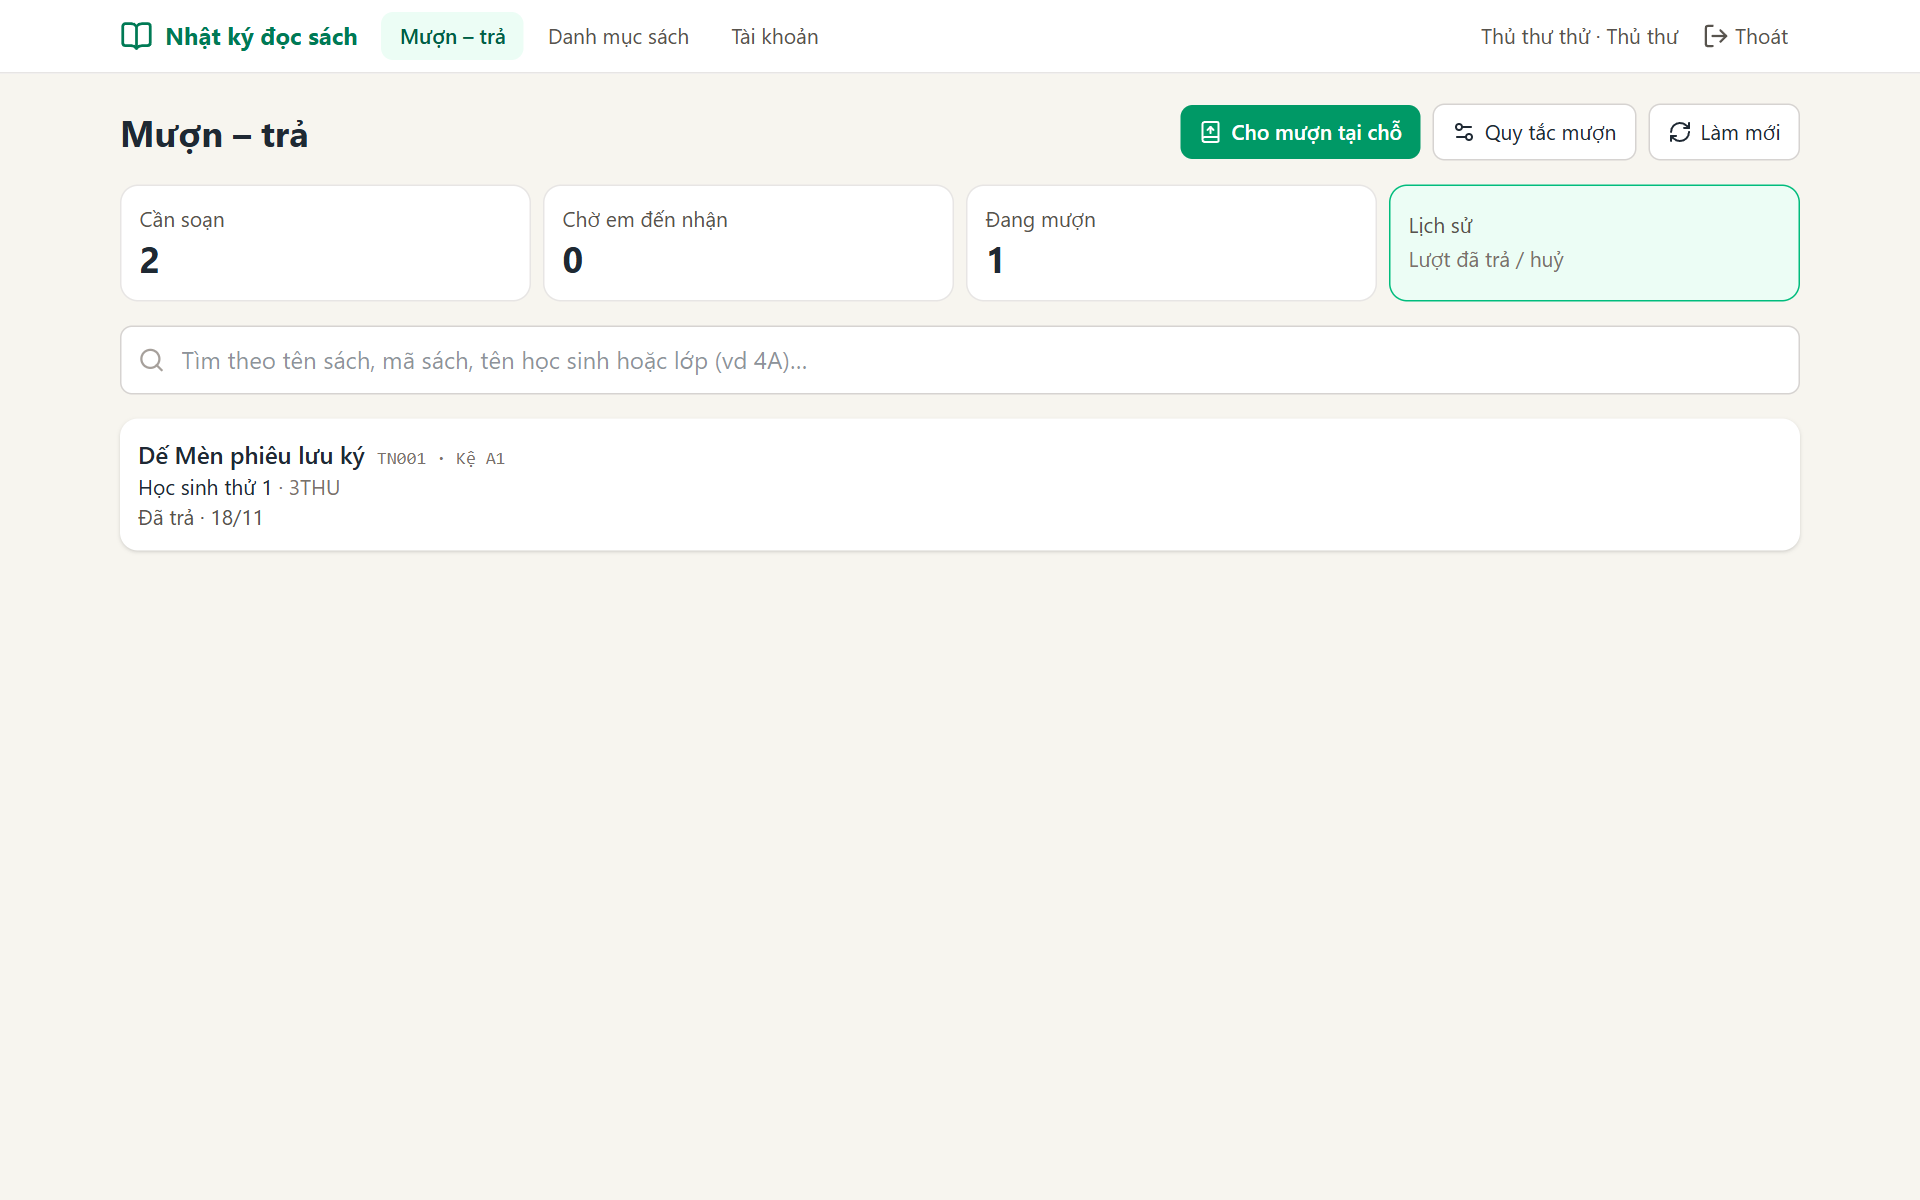 Nhật ký đọc sách
Mượn – trả
Danh mục sách
Tài khoản
Thủ thư thử · Thủ thư
Thoát
Mượn – trả
Cho mượn tại chỗ
Quy tắc mượn
Làm mới
Cần soạn
2
Chờ em đến nhận
0
Đang mượn
1
Lịch sử
Lượt đã trả / huỷ
Tìm theo tên sách, mã sách, tên học sinh hoặc lớp (vd 4A)...
Dế Mèn phiêu lưu ký TN001 · Kệ A1
Học sinh thử 1 · 3THU
Đã trả · 18/11